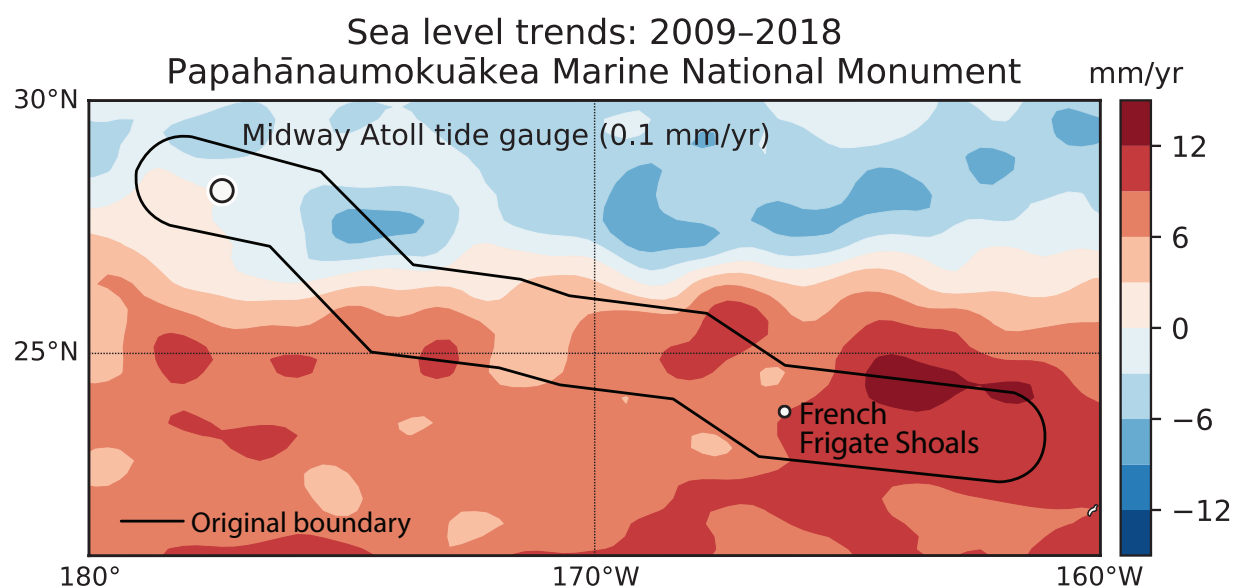 Sea level trends: 2009–2018
Papahānaumokuākea Marine National Monument
mm/yr
30°N
Midway Atoll tide gauge (0.1 mm/yr)
12
6
0
25°N
−6
French
Frigate Shoals
−12
Original boundary
180°
170°W
160°W